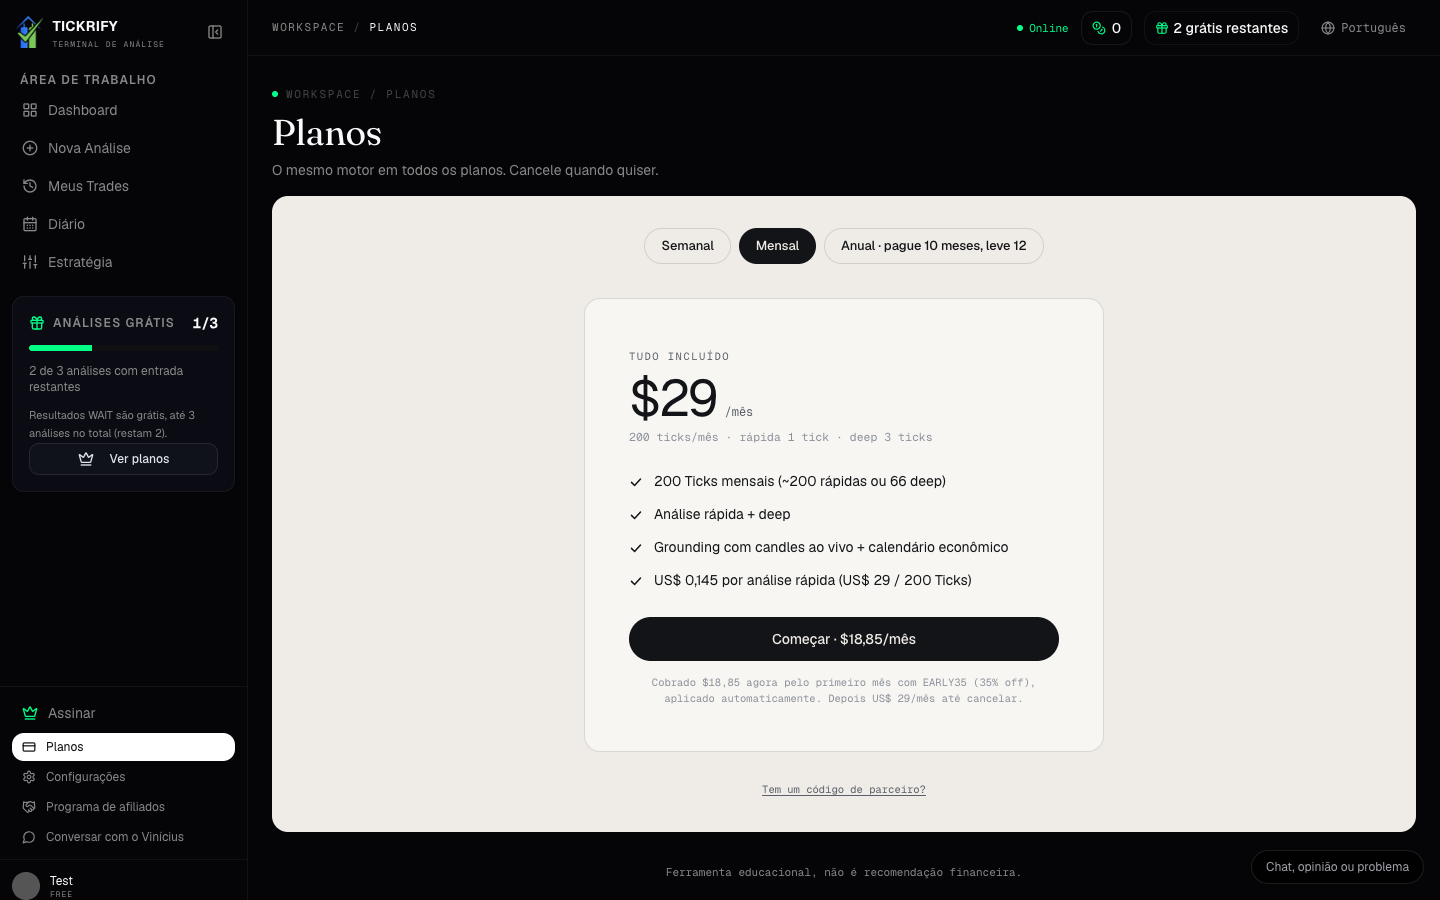 TICKRIFY
TERMINAL DE ANÁLISE
ÁREA DE TRABALHO
Dashboard
Nova Análise
Meus Trades
Diário
Estratégia
ANÁLISES GRÁTIS 1/3
2 de 3 análises com entrada
restantes
Resultados WAIT são grátis, até 3
análises no total (restam 2).
Ver planos
Assinar
Planos
Configurações
Programa de afiliados
Conversar com o Vinícius
Test
FREE
WORKSPACE / PLANOS
Online
0
2 grátis restantes
Português
WORKSPACE / PLANOS
Planos
O mesmo motor em todos os planos. Cancele quando quiser.
Semanal
Mensal
Anual · pague 10 meses, leve 12
TUDO INCLUÍDO
$29 /mês
200 ticks/mês · rápida 1 tick · deep 3 ticks
200 Ticks mensais (~200 rápidas ou 66 deep)
Análise rápida + deep
Grounding com candles ao vivo + calendário econômico
US$ 0,145 por análise rápida (US$ 29 / 200 Ticks)
Começar · $18,85/mês
Cobrado $18,85 agora pelo primeiro mês com EARLY35 (35% off),
aplicado automaticamente. Depois US$ 29/mês até cancelar.
Tem um código de parceiro?
Ferramenta educacional, não é recomendação financeira.
Chat, opinião ou problema